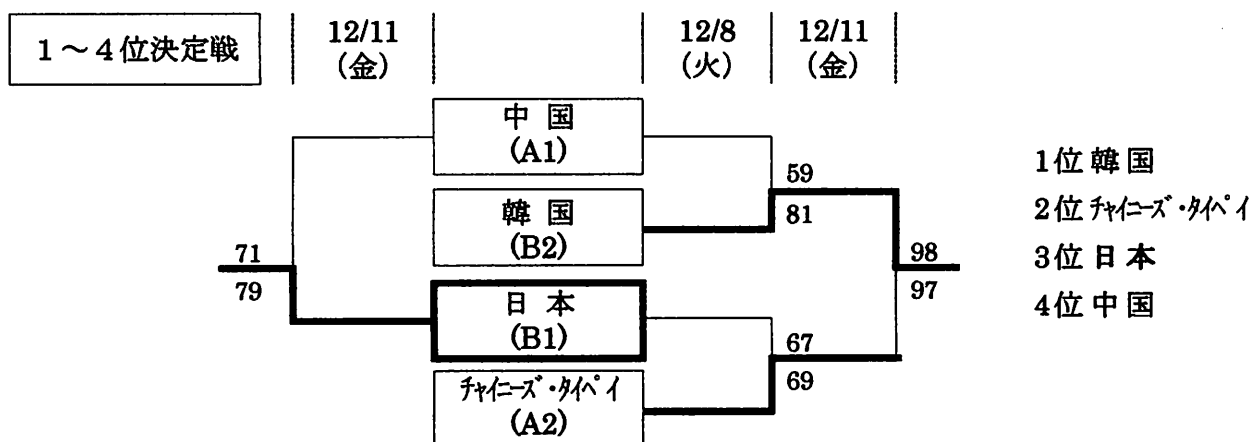 1～4位決定戦
12/11
(金)
12/8
(火)
12/11
(金)
中 国
(A1)
韓 国
(B2)
日 本
(B1)
チャイニーズ・タイペイ
(A2)
71
79
59
81
67
69
98
97
1位 韓 国
2位 チャイニーズ・タイペイ
3位 日 本
4位 中 国